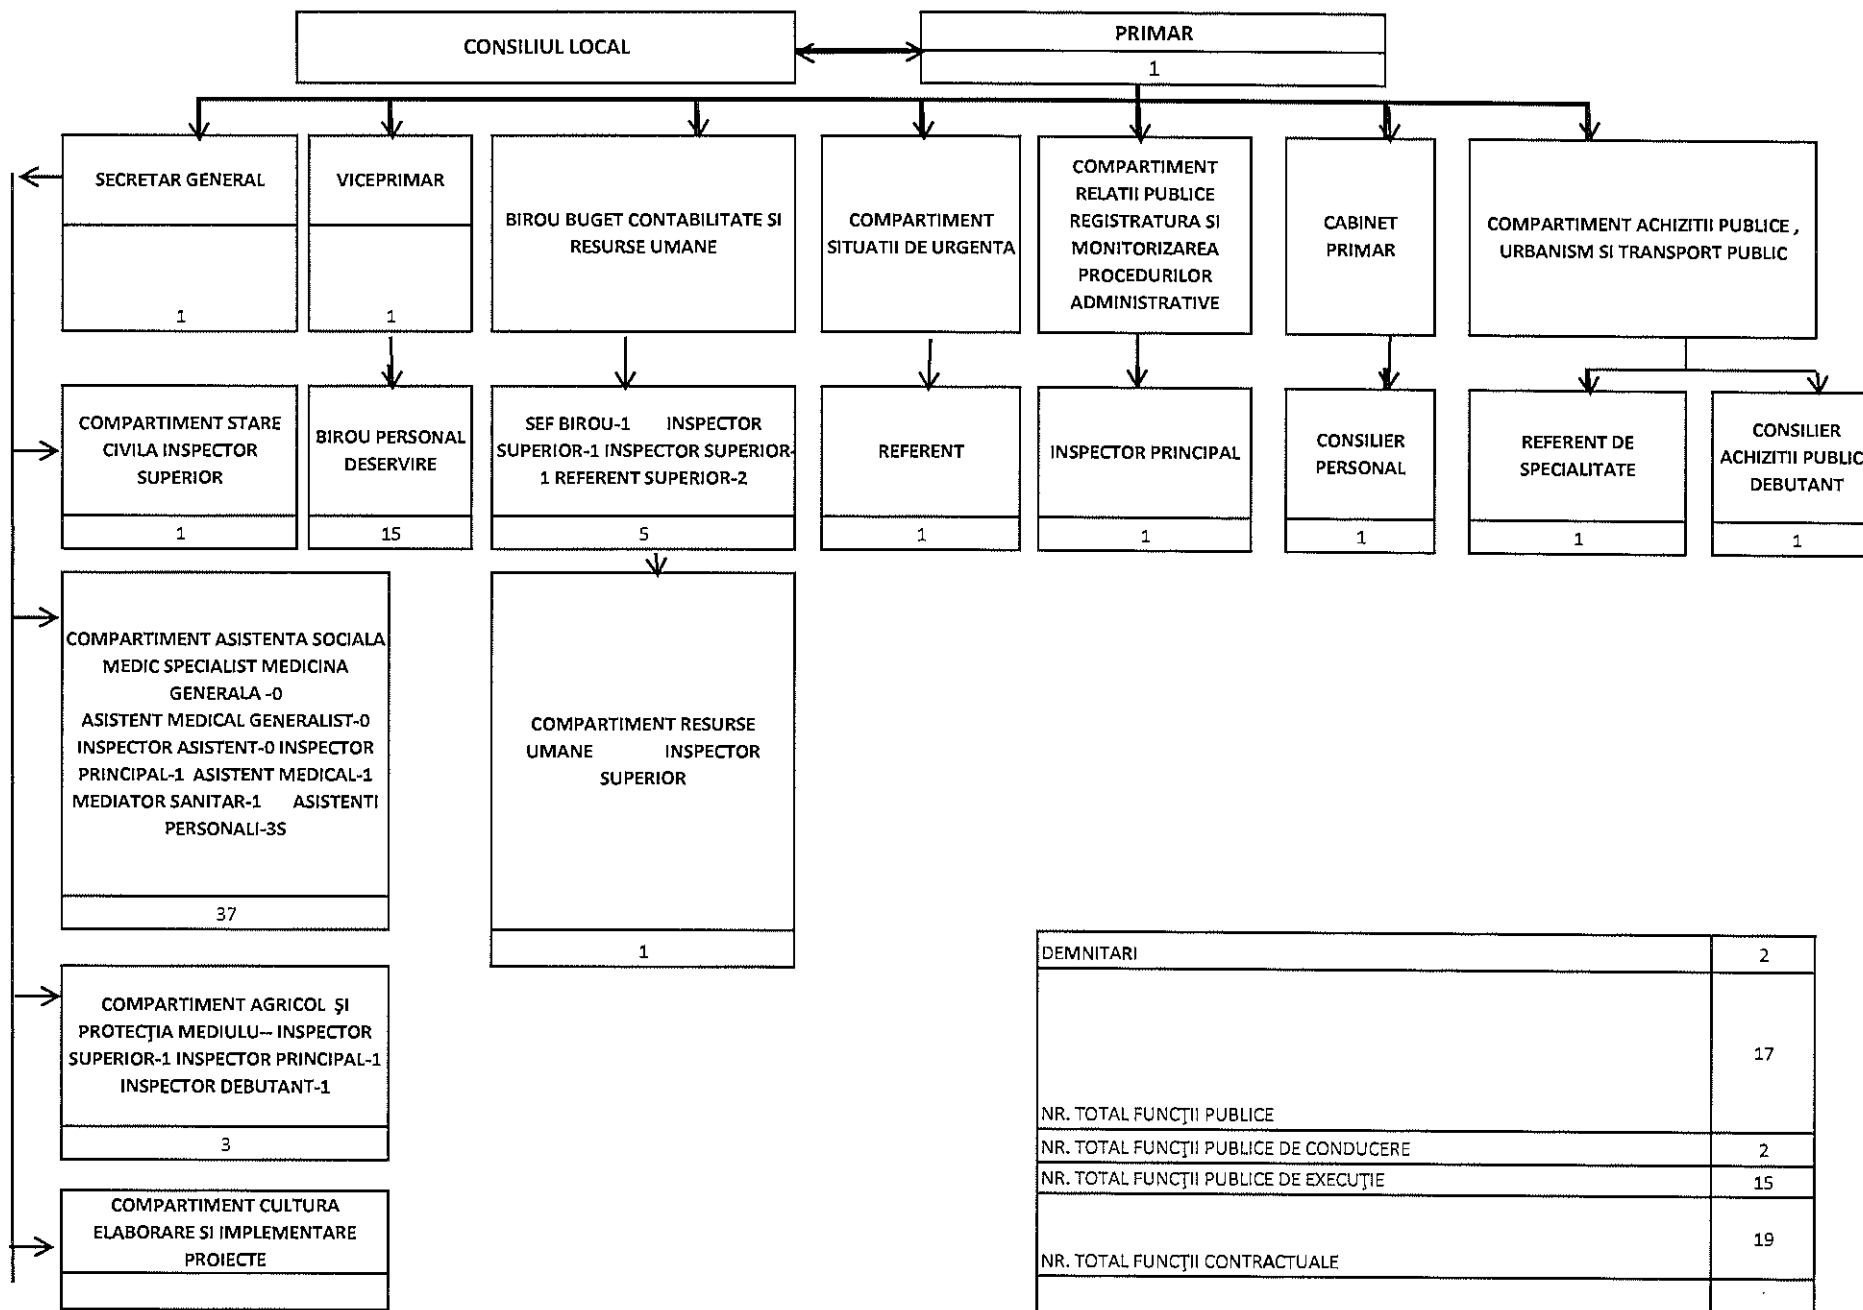 CONSILIUL LOCAL
PRIMAR
1
SECRETAR GENERAL
1
VICEPRIMAR
1
BIROU BUGET CONTABILITATE SI
RESURSE UMANE
COMPARTIMENT
SITUATII DE URGENTA
COMPARTIMENT
RELATII PUBLICE
REGISTRATURA SI
MONITORIZAREA
PROCEDURILOR
ADMINISTRATIVE
CABINET
PRIMAR
COMPARTIMENT ACHIZITII PUBLICE ,
URBANISM SI TRANSPORT PUBLIC
COMPARTIMENT STARE
CIVILA INSPECTOR
SUPERIOR
1
BIROU PERSONAL
DESERVIRE
15
SEF BIROU-1 INSPECTOR
SUPERIOR-1 INSPECTOR SUPERIOR-
1 REFERENT SUPERIOR-2
5
REFERENT
1
INSPECTOR PRINCIPAL
1
CONSILIER
PERSONAL
1
REFERENT DE
SPECIALITATE
1
CONSILIER
ACHIZITII PUBLIC
DEBUTANT
1
COMPARTIMENT ASISTENTA SOCIALA
MEDIC SPECIALIST MEDICINA
GENERALA -0
ASISTENT MEDICAL GENERALIST-0
INSPECTOR ASISTENT-0 INSPECTOR
PRINCIPAL-1 ASISTENT MEDICAL-1
MEDIATOR SANITAR-1 ASISTENTI
PERSONALI-3S
37
COMPARTIMENT RESURSE
UMANE INSPECTOR
SUPERIOR
1
COMPARTIMENT AGRICOL ŞI
PROTECŢIA MEDIULU-- INSPECTOR
SUPERIOR-1 INSPECTOR PRINCIPAL-1
INSPECTOR DEBUTANT-1
3
COMPARTIMENT CULTURA
ELABORARE SI IMPLEMENTARE
PROIECTE
DEMNITARI 2
NR. TOTAL FUNCŢII PUBLICE 17
NR. TOTAL FUNCŢII PUBLICE DE CONDUCERE 2
NR. TOTAL FUNCŢII PUBLICE DE EXECUŢIE 15
NR. TOTAL FUNCŢII CONTRACTUALE 19